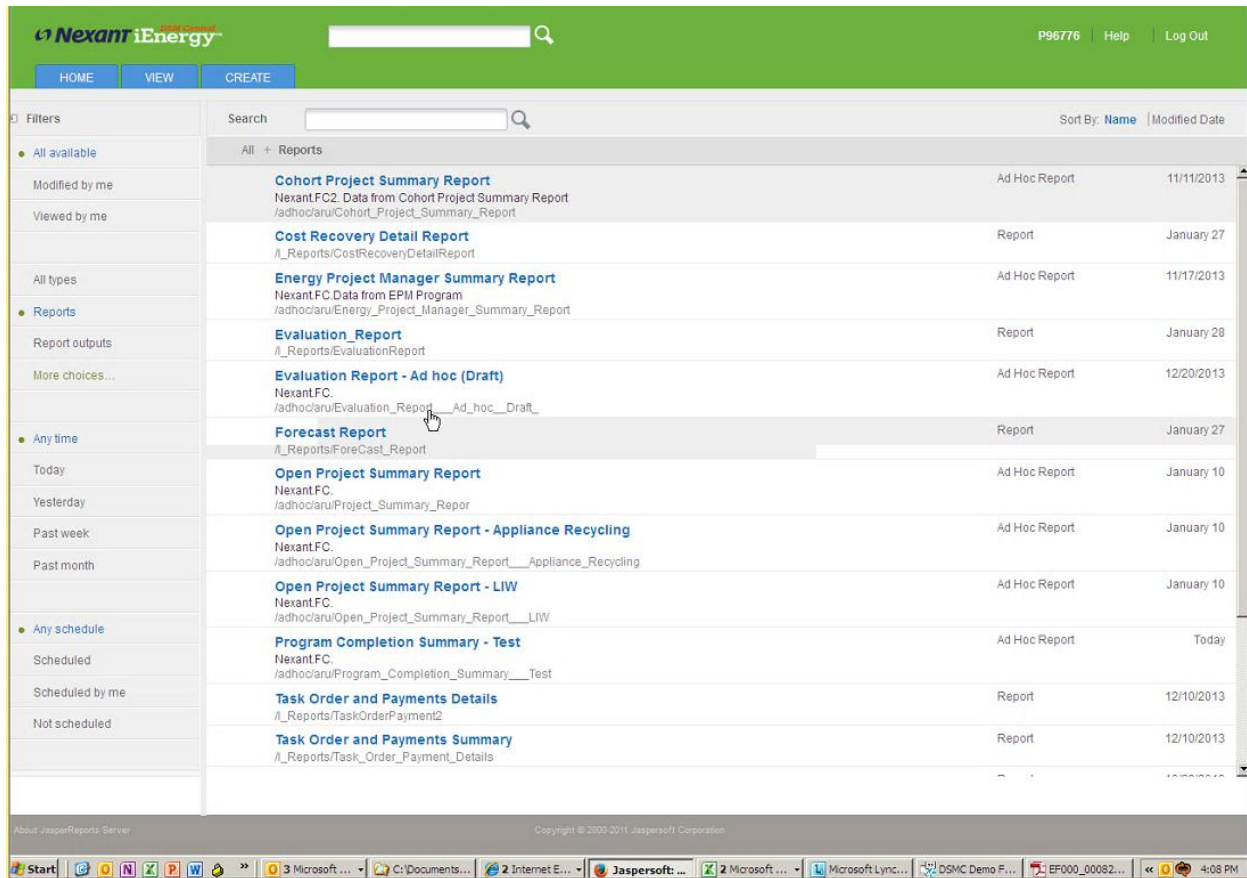 Nexant iEnergy DSM Central
P96776 Help Log Out
HOME VIEW CREATE
Filters
Search
Sort By: Name Modified Date
All available
Modified by me
Viewed by me
All types
Reports
Report outputs
More choices...
Any time
Today
Yesterday
Past week
Past month
Any schedule
Scheduled
Scheduled by me
Not scheduled
All + Reports
Cohort Project Summary Report Ad Hoc Report 11/11/2013
Nexant.FC2. Data from Cohort Project Summary Report
/adhoc/aru/Cohort_Project_Summary_Report
Cost Recovery Detail Report Report January 27
/I_Reports/CostRecoveryDetailReport
Energy Project Manager Summary Report Ad Hoc Report 11/17/2013
Nexant.FC.Data from EPM Program
/adhoc/aru/Energy_Project_Manager_Summary_Report
Evaluation_Report Report January 28
/I_Reports/EvaluationReport
Evaluation Report - Ad hoc (Draft) Ad Hoc Report 12/20/2013
Nexant.FC.
/adhoc/aru/Evaluation_Report___Ad_hoc__Draft_
Forecast Report Report January 27
/I_Reports/ForeCast_Report
Open Project Summary Report Ad Hoc Report January 10
Nexant.FC.
/adhoc/aru/Project_Summary_Repor
Open Project Summary Report - Appliance Recycling Ad Hoc Report January 10
Nexant.FC.
/adhoc/aru/Open_Project_Summary_Report___Appliance_Recycling
Open Project Summary Report - LIW Ad Hoc Report January 10
Nexant.FC.
/adhoc/aru/Open_Project_Summary_Report___LIW
Program Completion Summary - Test Ad Hoc Report Today
Nexant.FC.
/adhoc/aru/Program_Completion_Summary___Test
Task Order and Payments Details Report 12/10/2013
/I_Reports/TaskOrderPayment2
Task Order and Payments Summary Report 12/10/2013
/I_Reports/Task_Order_Payment_Details
About JasperReports Server Copyright © 2000-2011 Jaspersoft Corporation
Start 3 Microsoft ... C:\Documents... 2 Internet E... Jaspersoft: ... 2 Microsoft ... Microsoft Lync... DSMC Demo F... EF000_00082... 4:08 PM